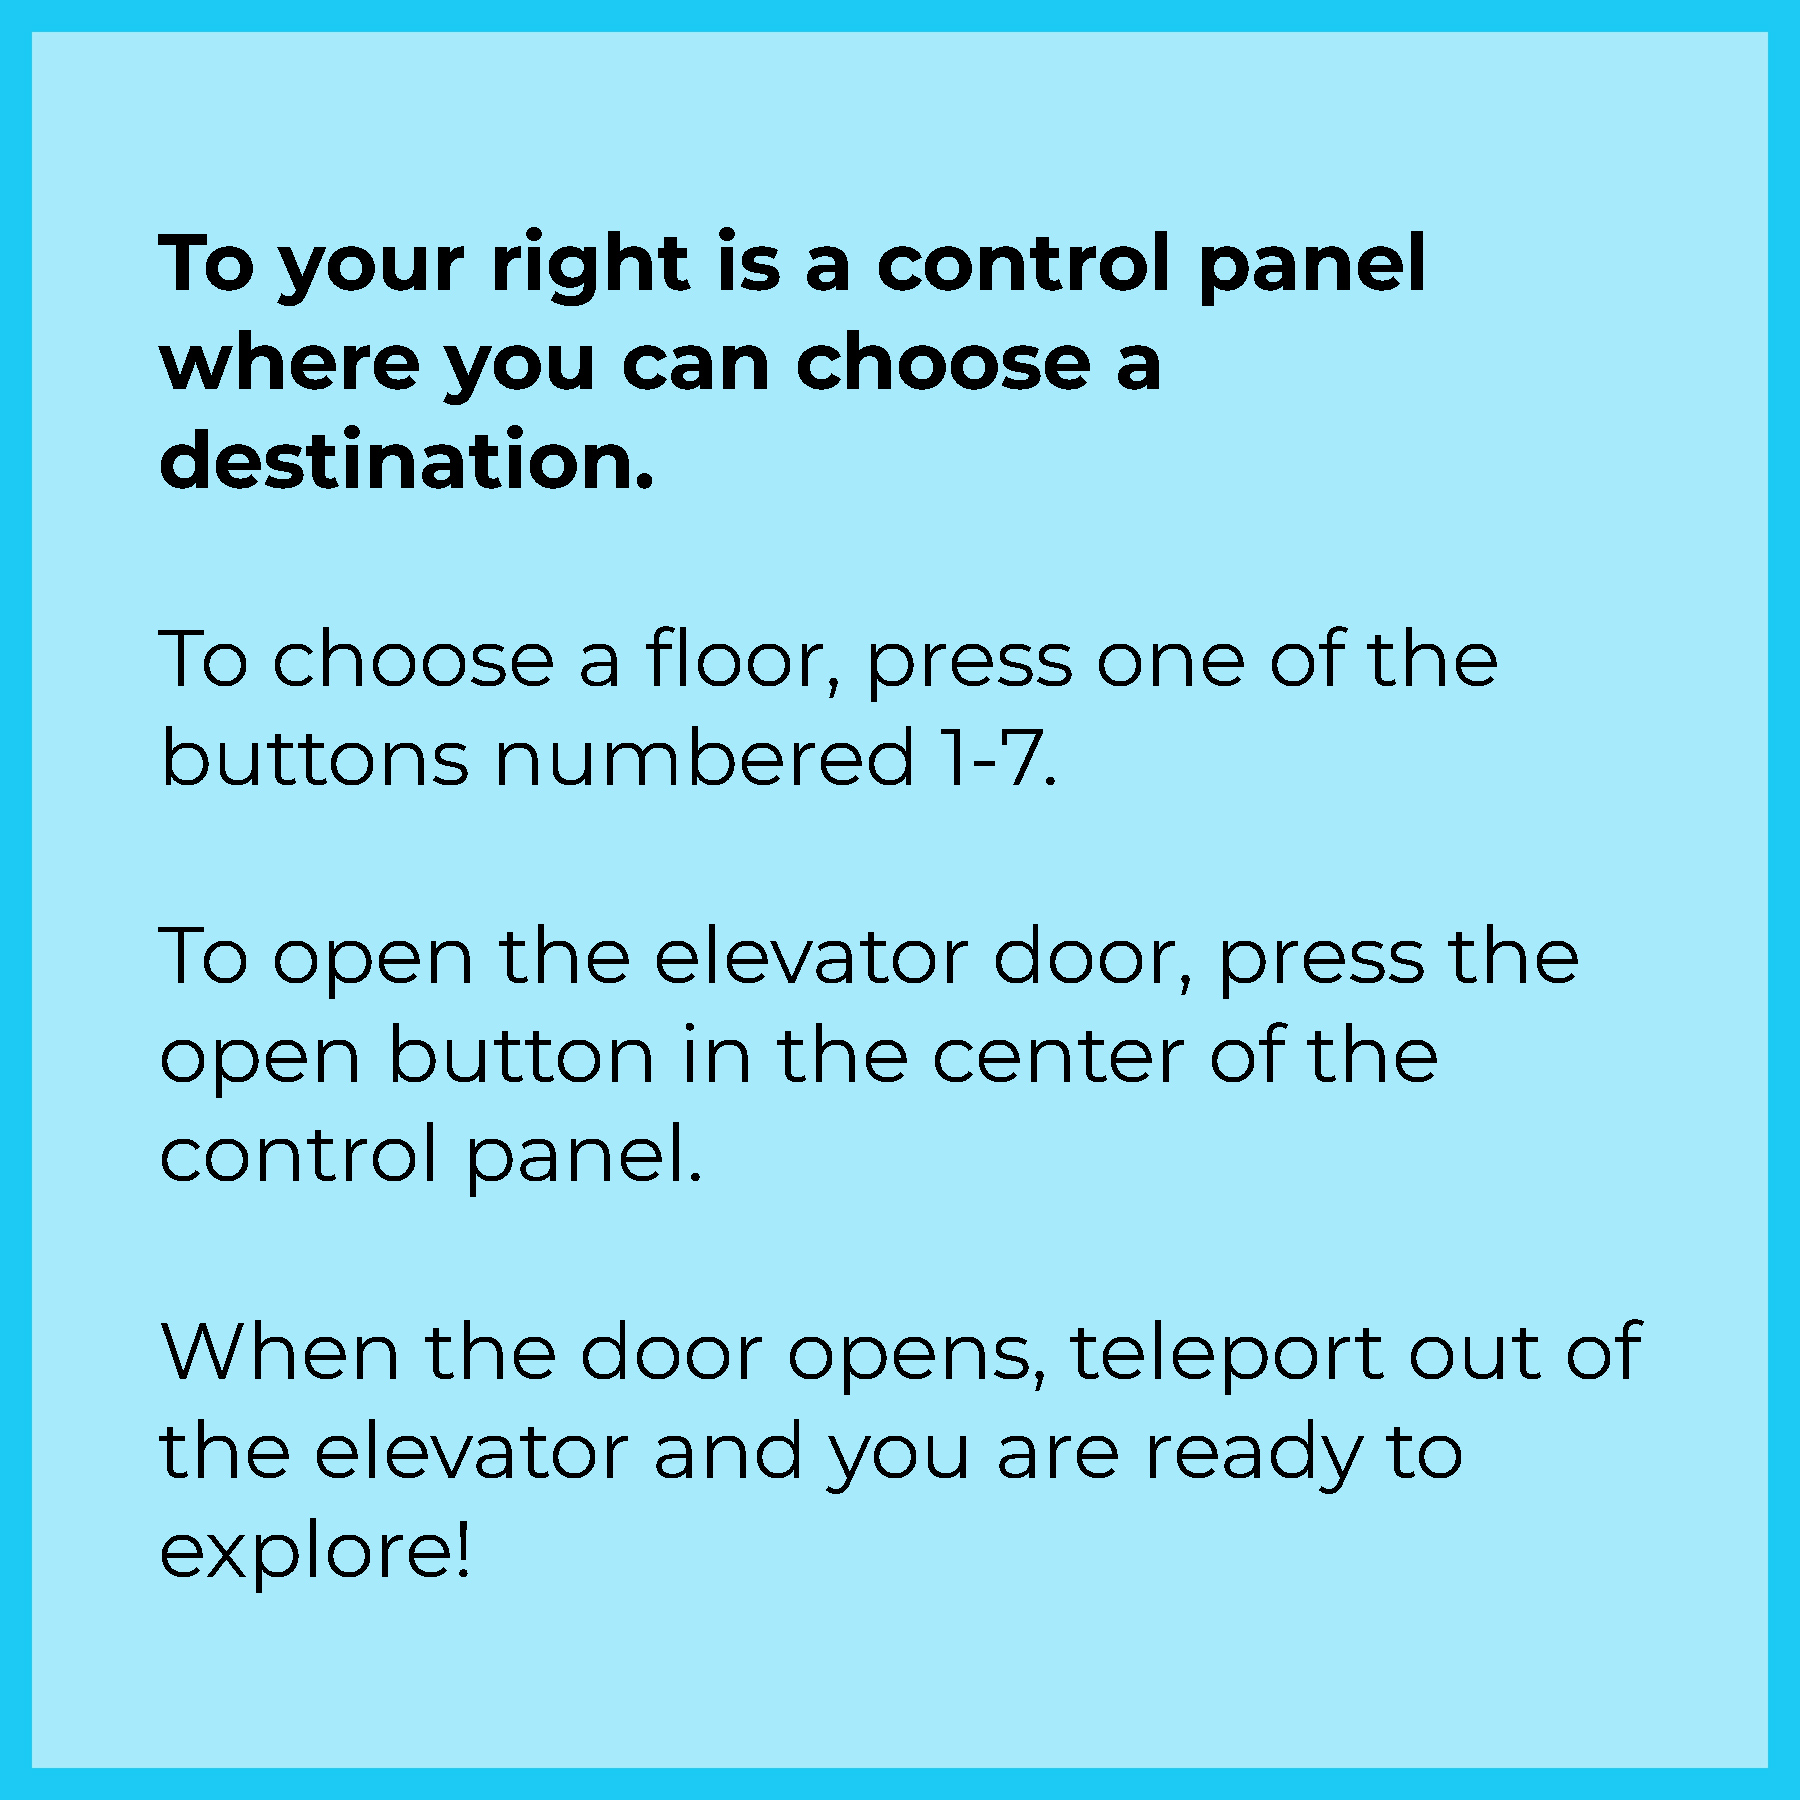 To your right is a control panel
where you can choose a
destination.
To choose a floor, press one of the
buttons numbered 1-7.
To open the elevator door, press the
open button in the center of the
control panel.
When the door opens, teleport out of
the elevator and you are ready to
explore!